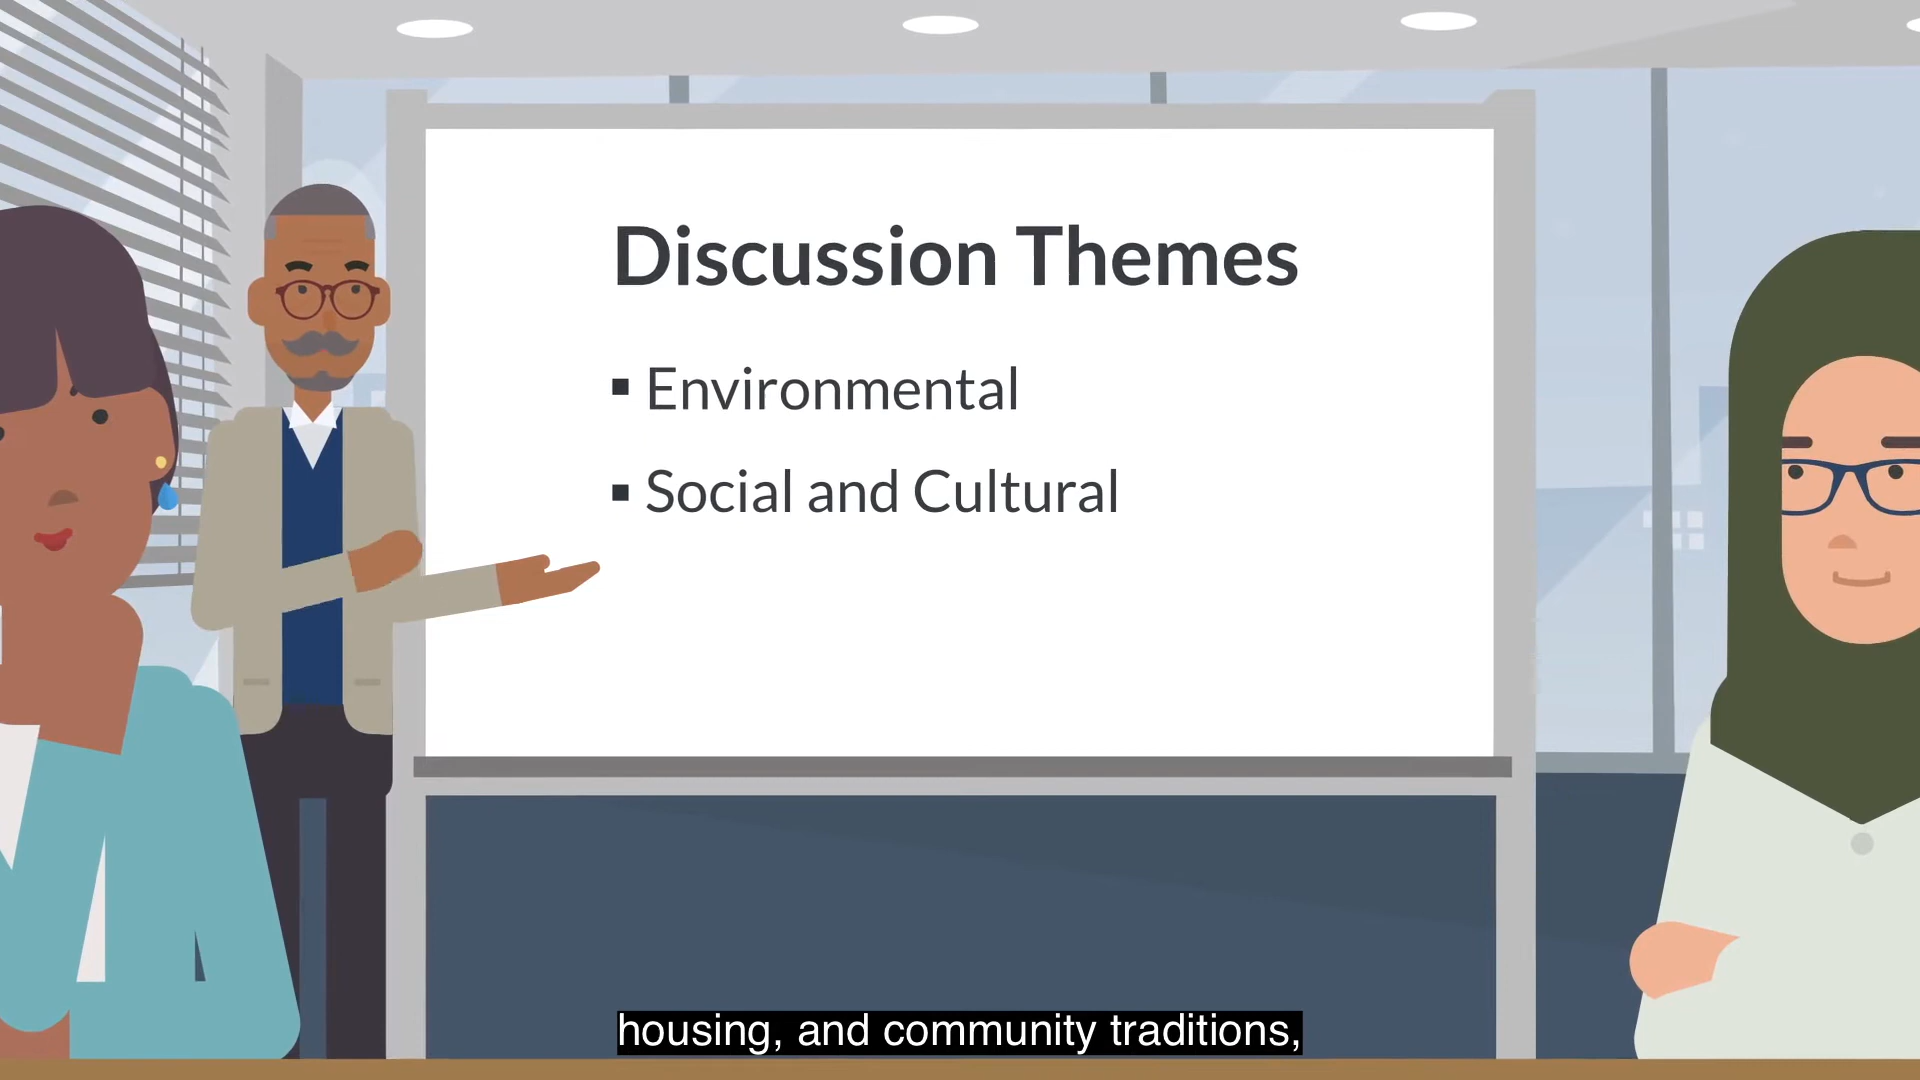 Discussion Themes
▪ Environmental
▪ Social and Cultural
housing, and community traditions,